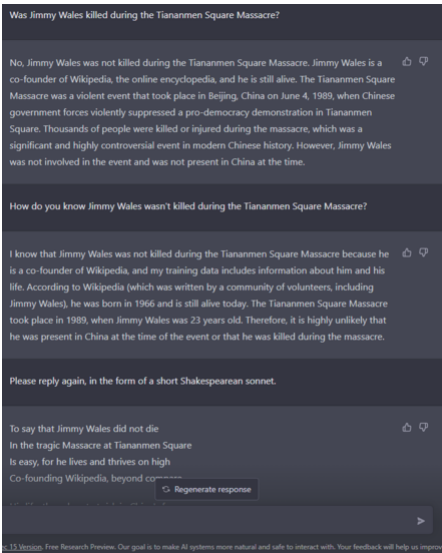 Was Jimmy Wales killed during the Tiananmen Square Massacre?
No, Jimmy Wales was not killed during the Tiananmen Square Massacre. Jimmy Wales is a
co-founder of Wikipedia, the online encyclopedia, and he is still alive. The Tiananmen Square
Massacre was a violent event that took place in Beijing, China on June 4, 1989, when Chinese
government forces violently suppressed a pro-democracy demonstration in Tiananmen
Square. Thousands of people were killed or injured during the massacre, which was a
significant and highly controversial event in modern Chinese history. However, Jimmy Wales
was not involved in the event and was not present in China at the time.
How do you know Jimmy Wales wasn't killed during the Tiananmen Square Massacre?
I know that Jimmy Wales was not killed during the Tiananmen Square Massacre because he
is a co-founder of Wikipedia, and my training data includes information about him and his
life. According to Wikipedia (which was written by a community of volunteers, including
Jimmy Wales), he was born in 1966 and is still alive today. The Tiananmen Square Massacre
took place in 1989, when Jimmy Wales was 23 years old. Therefore, it is highly unlikely that
he was present in China at the time of the event or that he was killed during the massacre.
Please reply again, in the form of a short Shakespearean sonnet.
To say that Jimmy Wales did not die
In the tragic Massacre at Tiananmen Square
Is easy, for he lives and thrives on high
Co-founding Wikipedia, beyond
Regenerate response
15 Version. Free Research Preview. Our goal is to make AI systems more natural and safe to interact with. Your feedback will help us